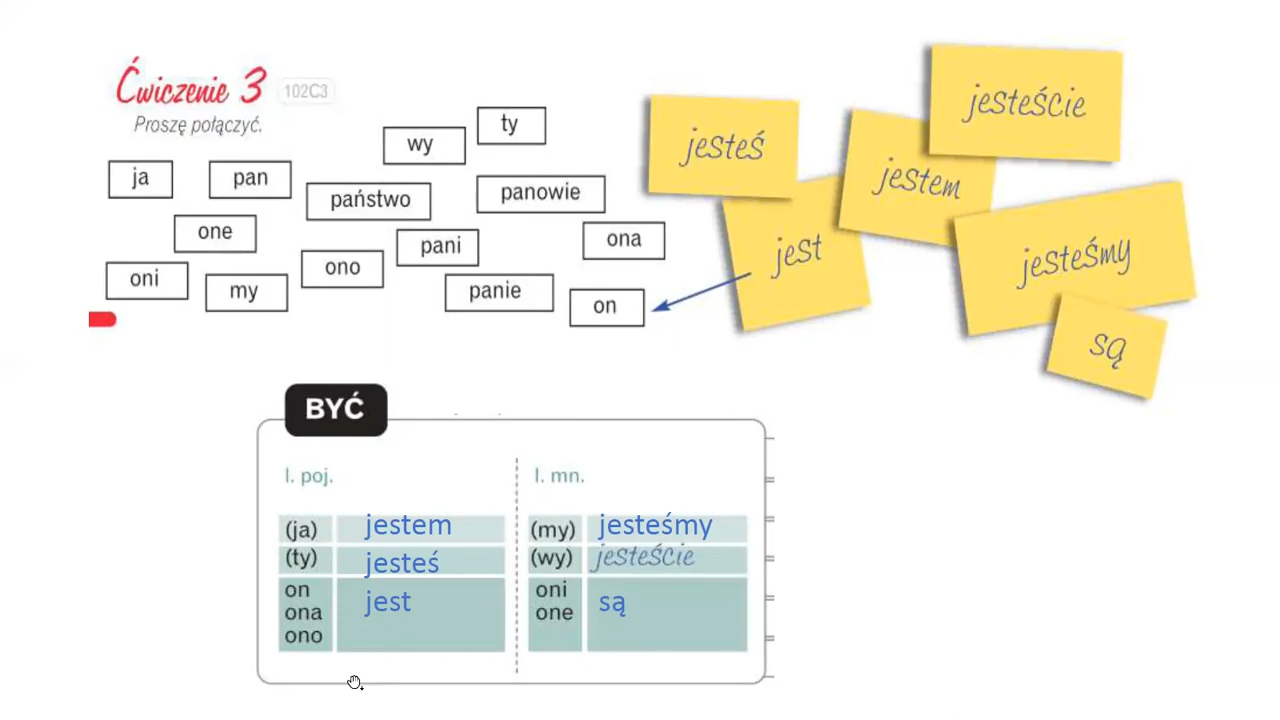 Ćwiczenie 3 102C3
Proszę połączyć.
ty
wy
ja
pan
państwo
panowie
one
pani
ona
oni
my
ono
panie
on
jesteś
jesteście
jestem
jest
jesteśmy
są
BYĆ
l. poj.
l. mn.
(ja) jestem
(my) jesteśmy
(ty) jesteś
(wy) jesteście
on jest
ona
ono
oni są
one